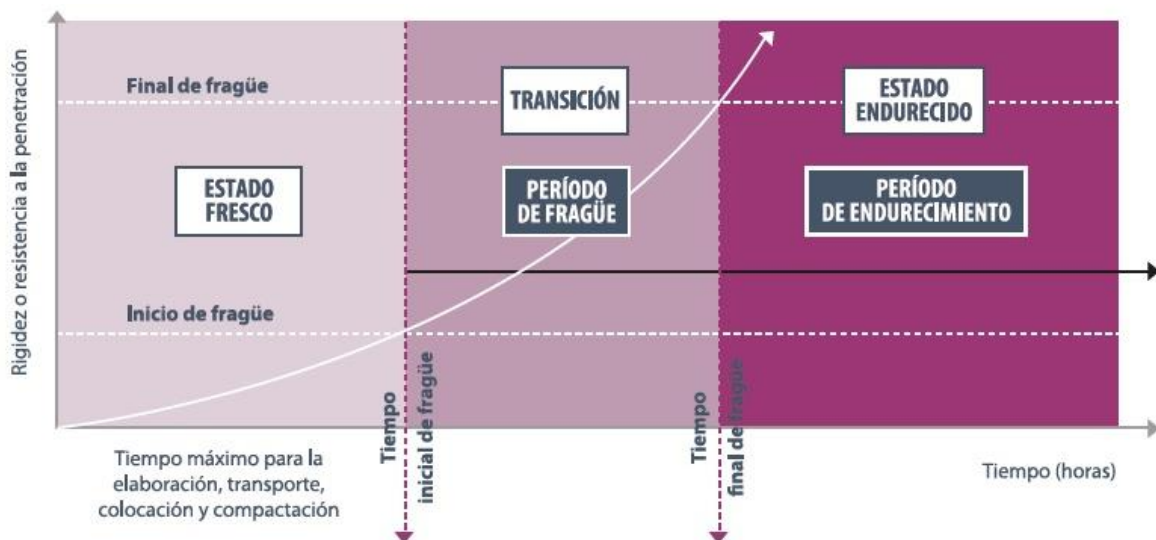 Rigidez o resistencia a la penetración
Final de fragüe
TRANSICIÓN
ESTADO
ENDURECIDO
ESTADO
FRESCO
PERÍODO
DE FRAGÜE
PERÍODO
DE ENDURECIMIENTO
Inicio de fragüe
Tiempo
inicial de fragüe
Tiempo
final de fragüe
Tiempo máximo para la
elaboración, transporte,
colocación y compactación
Tiempo (horas)